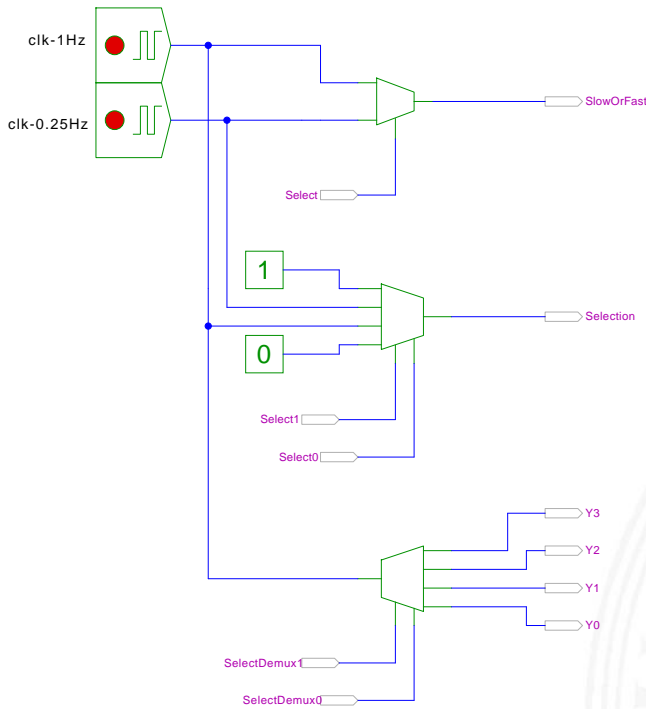 clk-1Hz
clk-0.25Hz
SlowOrFast
Select
1
Selection
0
Select1
Select0
Y3
Y2
Y1
Y0
SelectDemux1
SelectDemux0